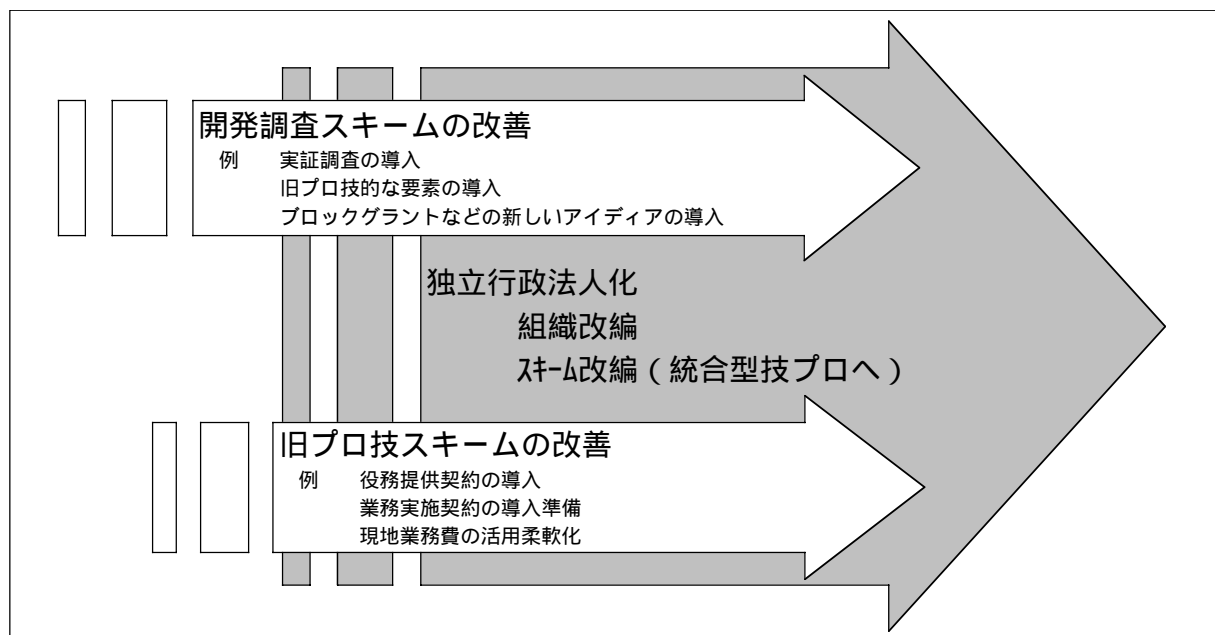 開発調査スキームの改善
例 実証調査の導入
旧プロ技的な要素の導入
ブロックグラントなどの新しいアイディアの導入
独立行政法人化
組織改編
スキーム改編（統合型技プロへ）
旧プロ技スキームの改善
例 役務提供契約の導入
業務実施契約の導入準備
現地業務費の活用柔軟化